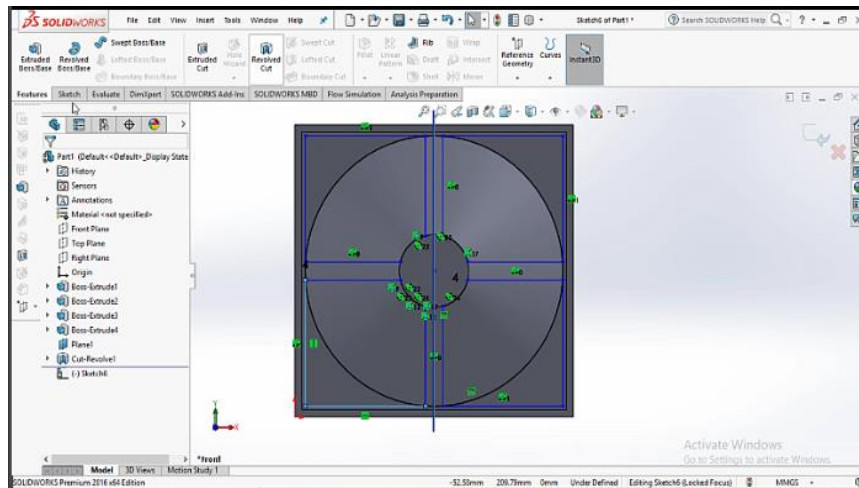 SOLIDWORKS File Edit View Insert Tools Window Help Sketch6 of Part1 * Search SOLIDWORKS Help
Extruded Boss/Base
Revolved Boss/Base
Swept Boss/Base
Lofted Boss/Base
Boundary Boss/Base
Extruded Cut
Hole Wizard
Revolved Cut
Swept Cut
Lofted Cut
Boundary Cut
Fillet
Linear Pattern
Rib
Draft
Shell
Wrap
Intersect
Mirror
Reference Geometry
Curves
Instant3D
Features Sketch Evaluate DimXpert SOLIDWORKS Add-Ins SOLIDWORKS MBD Flow Simulation Analysis Preparation
Part1 (Default<<Default>_Display State
History
Sensors
Annotations
Material <not specified>
Front Plane
Top Plane
Right Plane
Origin
Boss-Extrude1
Boss-Extrude2
Boss-Extrude3
Boss-Extrude4
Plane1
Cut-Revolve1
(-) Sketch6
4
*Front
Activate Windows
Go to Settings to activate Windows.
Model 3D Views Motion Study 1
SOLIDWORKS Premium 2016 x64 Edition -52.53mm 209.79mm 0mm Under Defined Editing Sketch6 (Locked Focus) MMGS